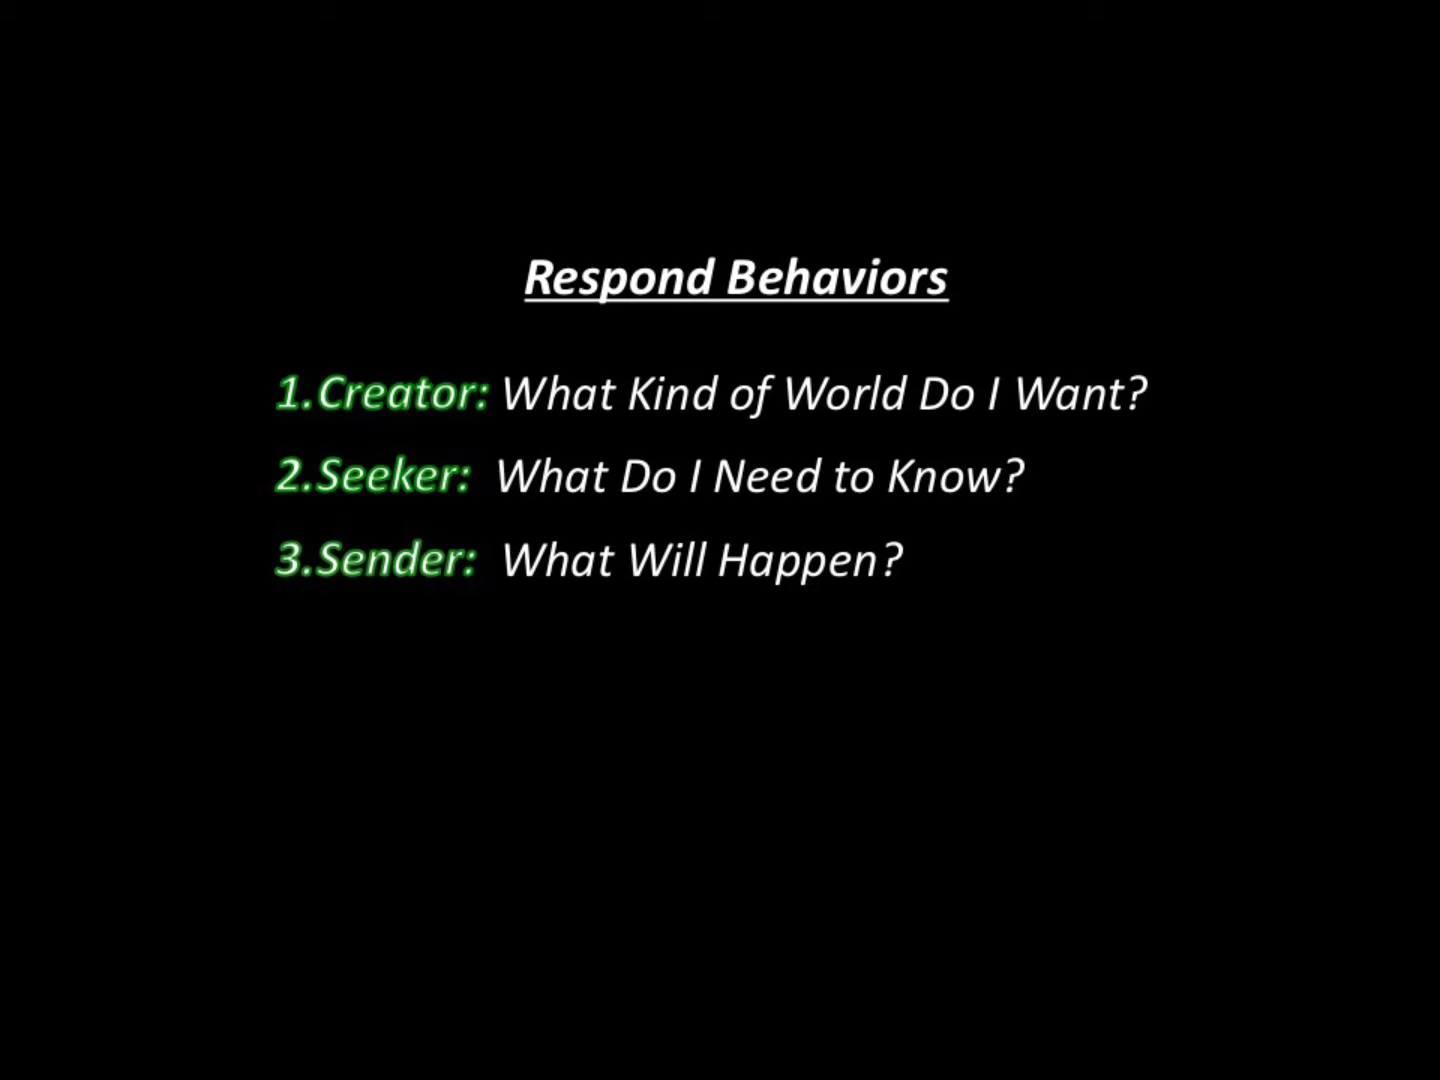 Respond Behaviors
1.Creator: What Kind of World Do I Want?
2.Seeker: What Do I Need to Know?
3.Sender: What Will Happen?